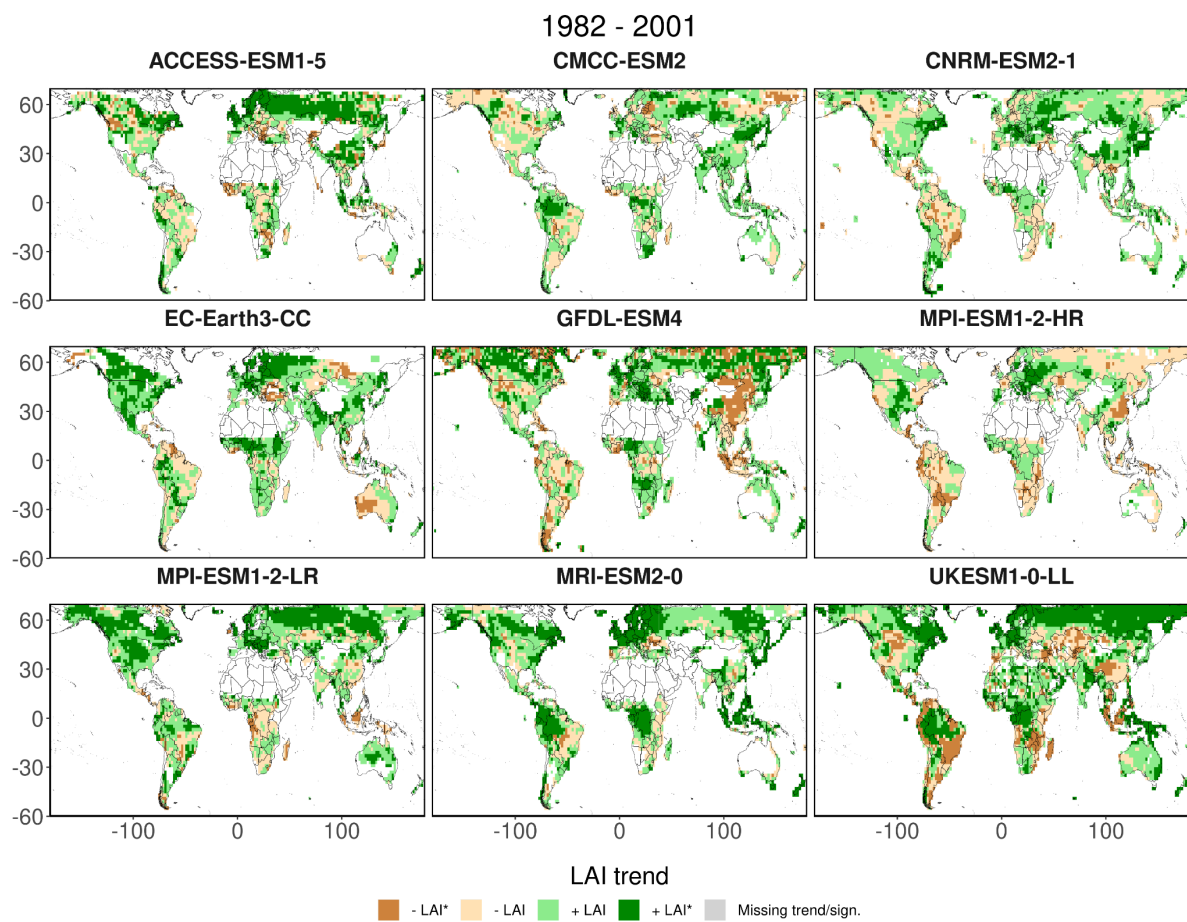 1982 - 2001
ACCESS-ESM1-5 CMCC-ESM2 CNRM-ESM2-1
60
30
0
-30
-60
EC-Earth3-CC GFDL-ESM4 MPI-ESM1-2-HR
60
30
0
-30
-60
MPI-ESM1-2-LR MRI-ESM2-0 UKESM1-0-LL
60
30
0
-30
-60
-100 0 100 -100 0 100 -100 0 100
LAI trend
- LAI* - LAI + LAI + LAI* Missing trend/sign.